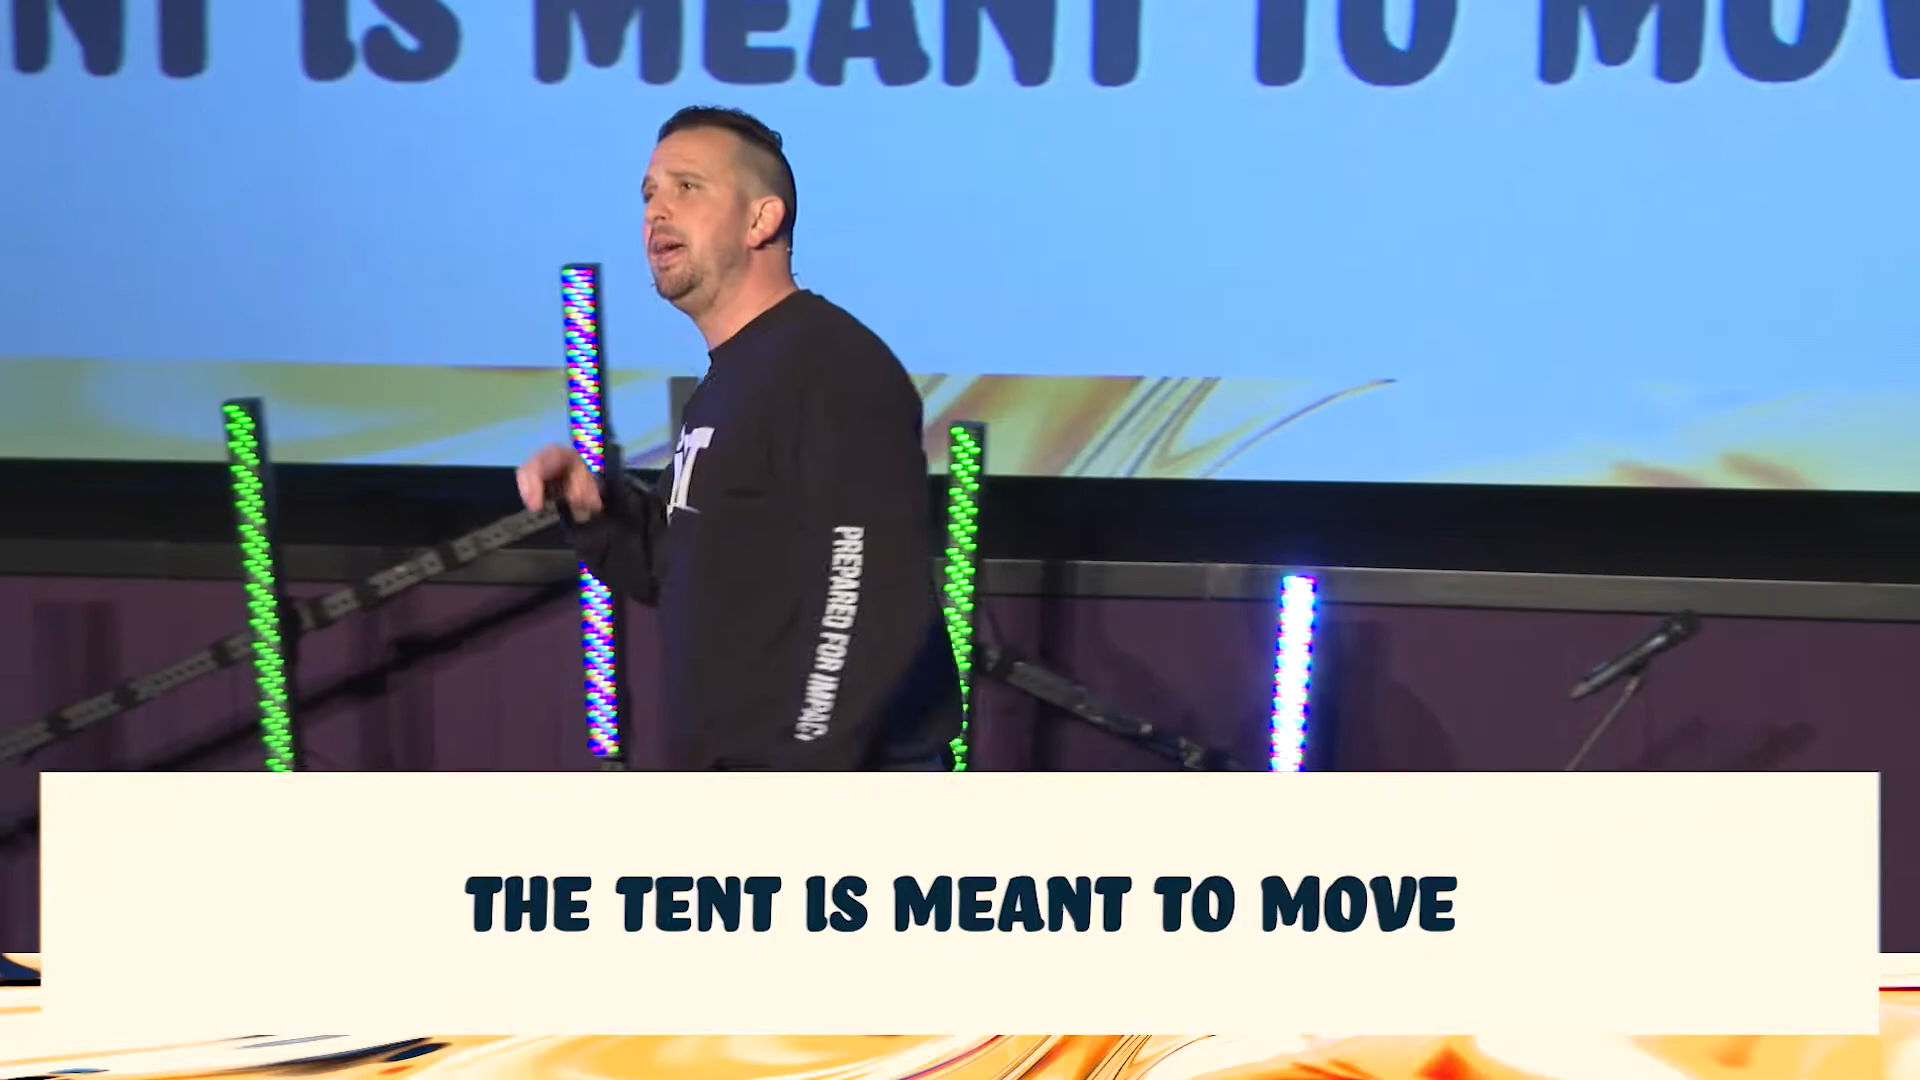 NT IS MEANT TO MOV
PREPARED FOR IMPACT
THE TENT IS MEANT TO MOVE